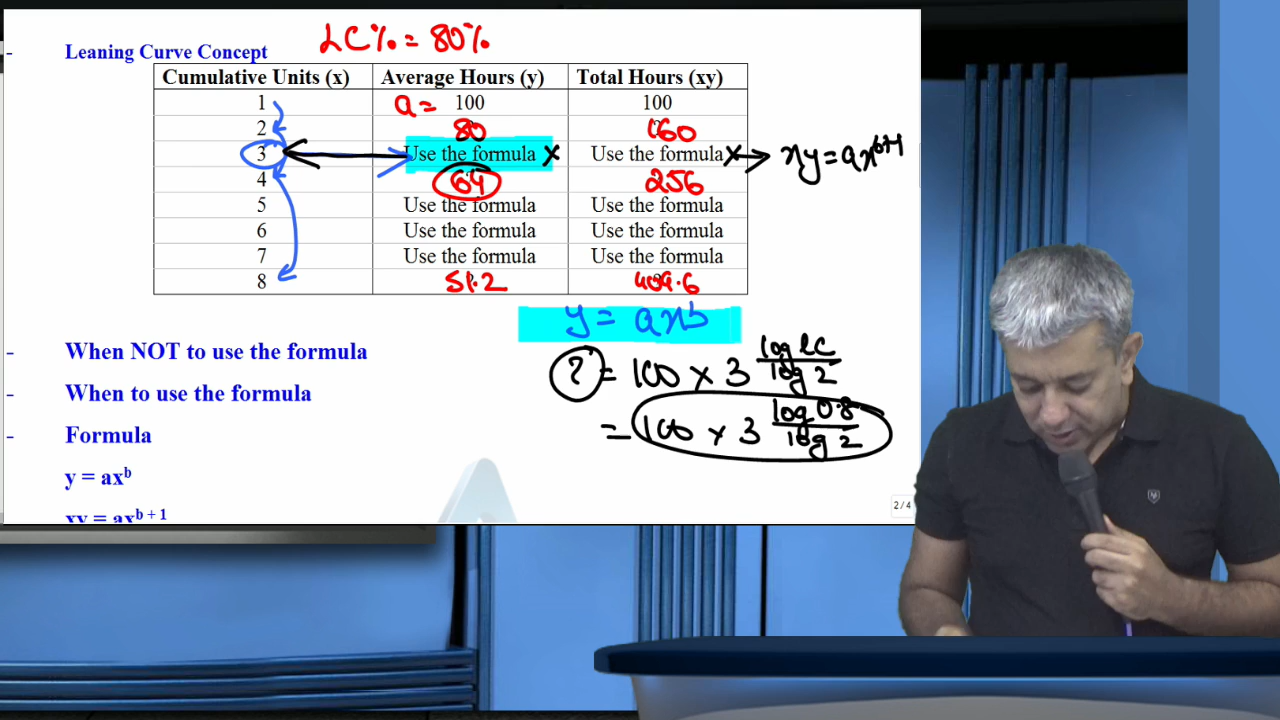 LC% = 80%
- Leaning Curve Concept
Cumulative Units (x) Average Hours (y) Total Hours (xy)
1 a = 100 100
2 80 160
3 Use the formula x Use the formula x → xy = ax^b+1
4 64 256
5 Use the formula Use the formula
6 Use the formula Use the formula
7 Use the formula Use the formula
8 51.2 409.6
y = ax^b
- When NOT to use the formula
? = 100 × 3 log LC / log 2
- When to use the formula
= 100 × 3 log 0.8 / log 2
- Formula
y = ax^b
xy = ax^b + 1
2 / 4